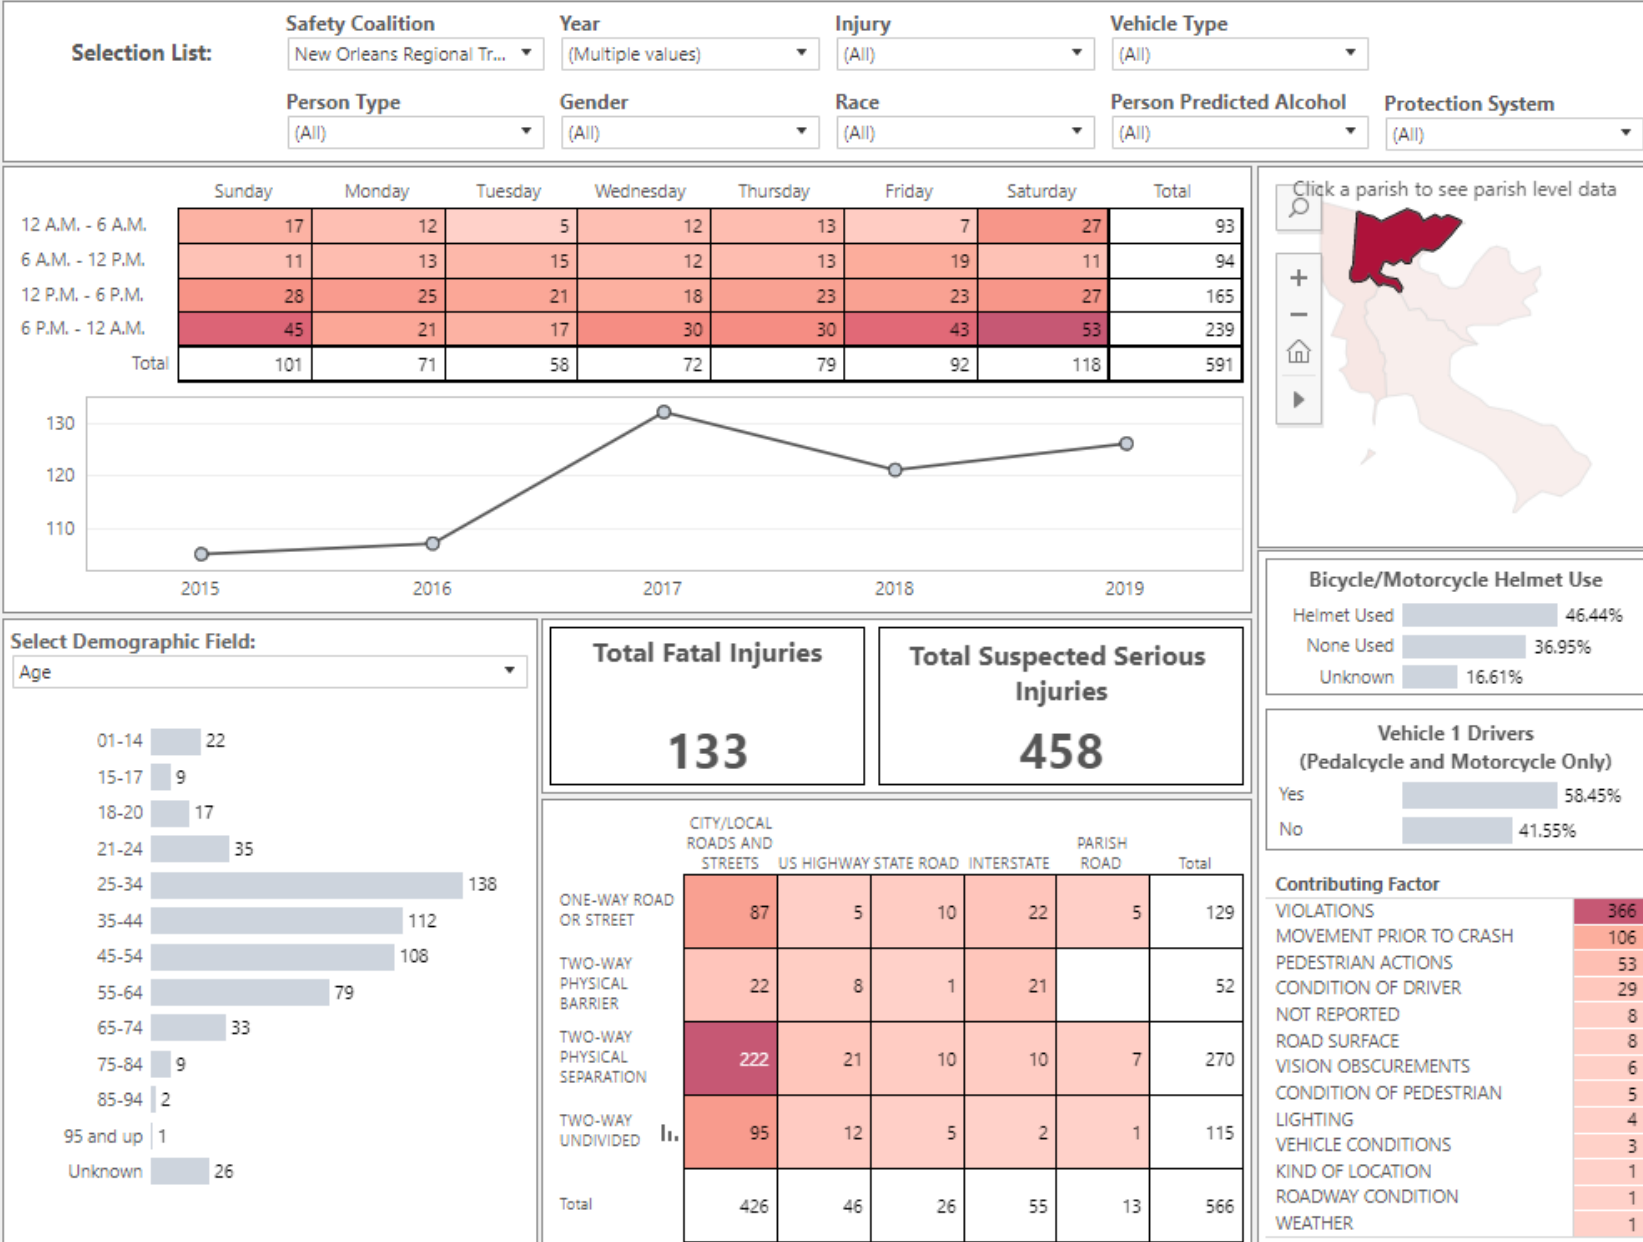 Selection List:
Safety Coalition Year Injury Vehicle Type
New Orleans Regional Tr... (Multiple values) (All) (All)
Person Type Gender Race Person Predicted Alcohol Protection System
(All) (All) (All) (All) (All)
Sunday Monday Tuesday Wednesday Thursday Friday Saturday Total
12 A.M. - 6 A.M. 17 12 5 12 13 7 27 93
6 A.M. - 12 P.M. 11 13 15 12 13 19 11 94
12 P.M. - 6 P.M. 28 25 21 18 23 23 27 165
6 P.M. - 12 A.M. 45 21 17 30 30 43 53 239
Total 101 71 58 72 79 92 118 591
130
120
110
2015 2016 2017 2018 2019
Click a parish to see parish level data
Bicycle/Motorcycle Helmet Use
Helmet Used 46.44%
None Used 36.95%
Unknown 16.61%
Vehicle 1 Drivers
(Pedalcycle and Motorcycle Only)
Yes 58.45%
No 41.55%
Select Demographic Field:
Age
01-14 22
15-17 9
18-20 17
21-24 35
25-34 138
35-44 112
45-54 108
55-64 79
65-74 33
75-84 9
85-94 2
95 and up 1
Unknown 26
Total Fatal Injuries
133
Total Suspected Serious
Injuries
458
CITY/LOCAL
ROADS AND PARISH
STREETS US HIGHWAY STATE ROAD INTERSTATE ROAD Total
ONE-WAY ROAD
OR STREET 87 5 10 22 5 129
TWO-WAY
PHYSICAL 22 8 1 21 52
BARRIER
TWO-WAY
PHYSICAL 222 21 10 10 7 270
SEPARATION
TWO-WAY
UNDIVIDED 95 12 5 2 1 115
Total 426 46 26 55 13 566
Contributing Factor
VIOLATIONS 366
MOVEMENT PRIOR TO CRASH 106
PEDESTRIAN ACTIONS 53
CONDITION OF DRIVER 29
NOT REPORTED 8
ROAD SURFACE 8
VISION OBSCUREMENTS 6
CONDITION OF PEDESTRIAN 5
LIGHTING 4
VEHICLE CONDITIONS 3
KIND OF LOCATION 1
ROADWAY CONDITION 1
WEATHER 1